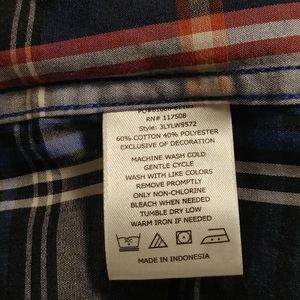 RN# 117508
Style: 3LYLW9572
60% COTTON 40% POLYESTER
EXCLUSIVE OF DECORATION
MACHINE WASH COLD
GENTLE CYCLE
WASH WITH LIKE COLORS
REMOVE PROMPTLY
ONLY NON-CHLORINE
BLEACH WHEN NEEDED
TUMBLE DRY LOW
WARM IRON IF NEEDED
MADE IN INDONESIA